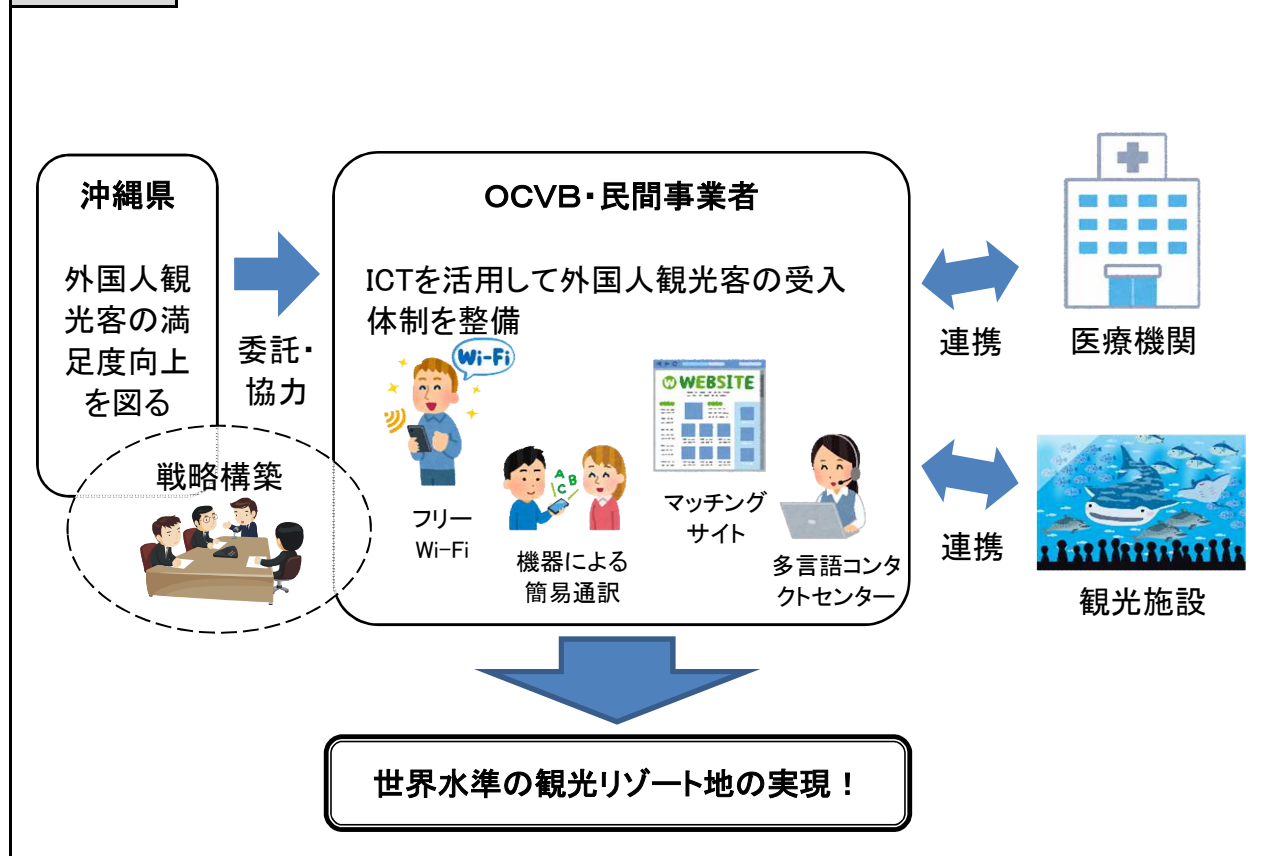 沖縄県
外国人観
光客の満
足度向上
を図る
戦略構築
委託・
協力
OCVB・民間事業者
ICTを活用して外国人観光客の受入
体制を整備
Wi-Fi
フリー
Wi-Fi
A
B
C
機器による
簡易通訳
W WEBSITE
マッチング
サイト
多言語コンタ
クトセンター
連携
医療機関
連携
観光施設
世界水準の観光リゾート地の実現！